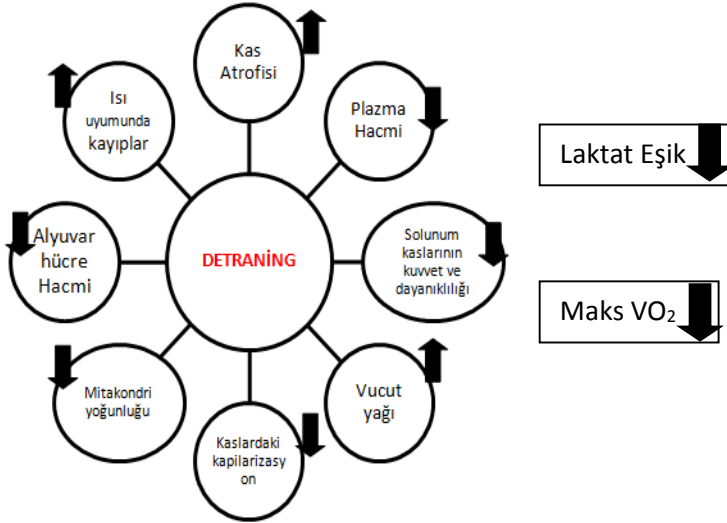 Kas
Atrofisi
Plazma
Hacmi
Solunum
kaslarının
kuvvet ve
dayanıklılığı
Vucut
yağı
Kaslardaki
kapilarizasy
on
Mitakondri
yoğunluğu
Alyuvar
hücre
Hacmi
Isı
uyumunda
kayıplar
DETRANİNG
Laktat Eşik
Maks VO₂